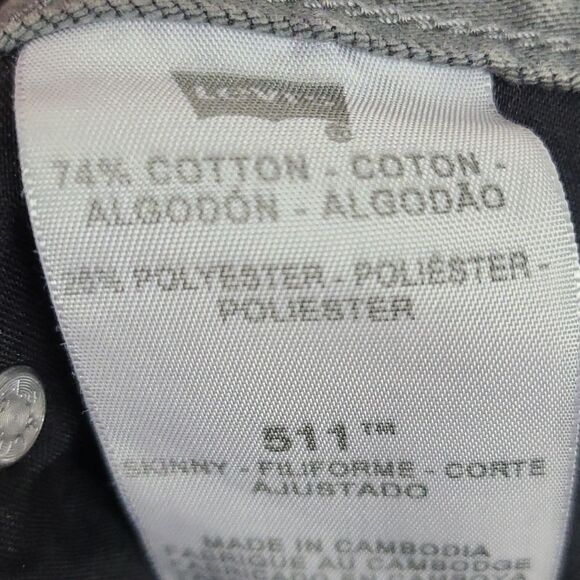 LEVI'S
®
74% COTTON - COTON -
ALGODÓN - ALGODÃO
26% POLYESTER - POLIÉSTER -
POLIESTER
511™
SKINNY - FILIFORME - CORTE
AJUSTADO
MADE IN CAMBODIA
FABRIQUÉ AU CAMBODGE